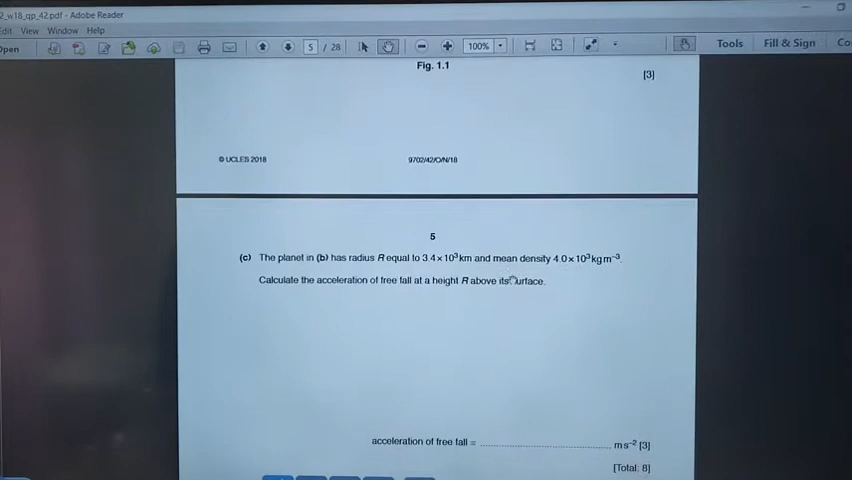 2_w18_qp_42.pdf - Adobe Reader
Edit View Window Help
Open 5 / 28 100% Tools Fill & Sign
Fig. 1.1
[3]
© UCLES 2018 9702/42/O/N/18
5
(c) The planet in (b) has radius R equal to 3.4 × 10³ km and mean density 4.0 × 10³ kg m⁻³.
Calculate the acceleration of free fall at a height R above its surface.
acceleration of free fall = ............................................ m s⁻² [3]
[Total: 8]